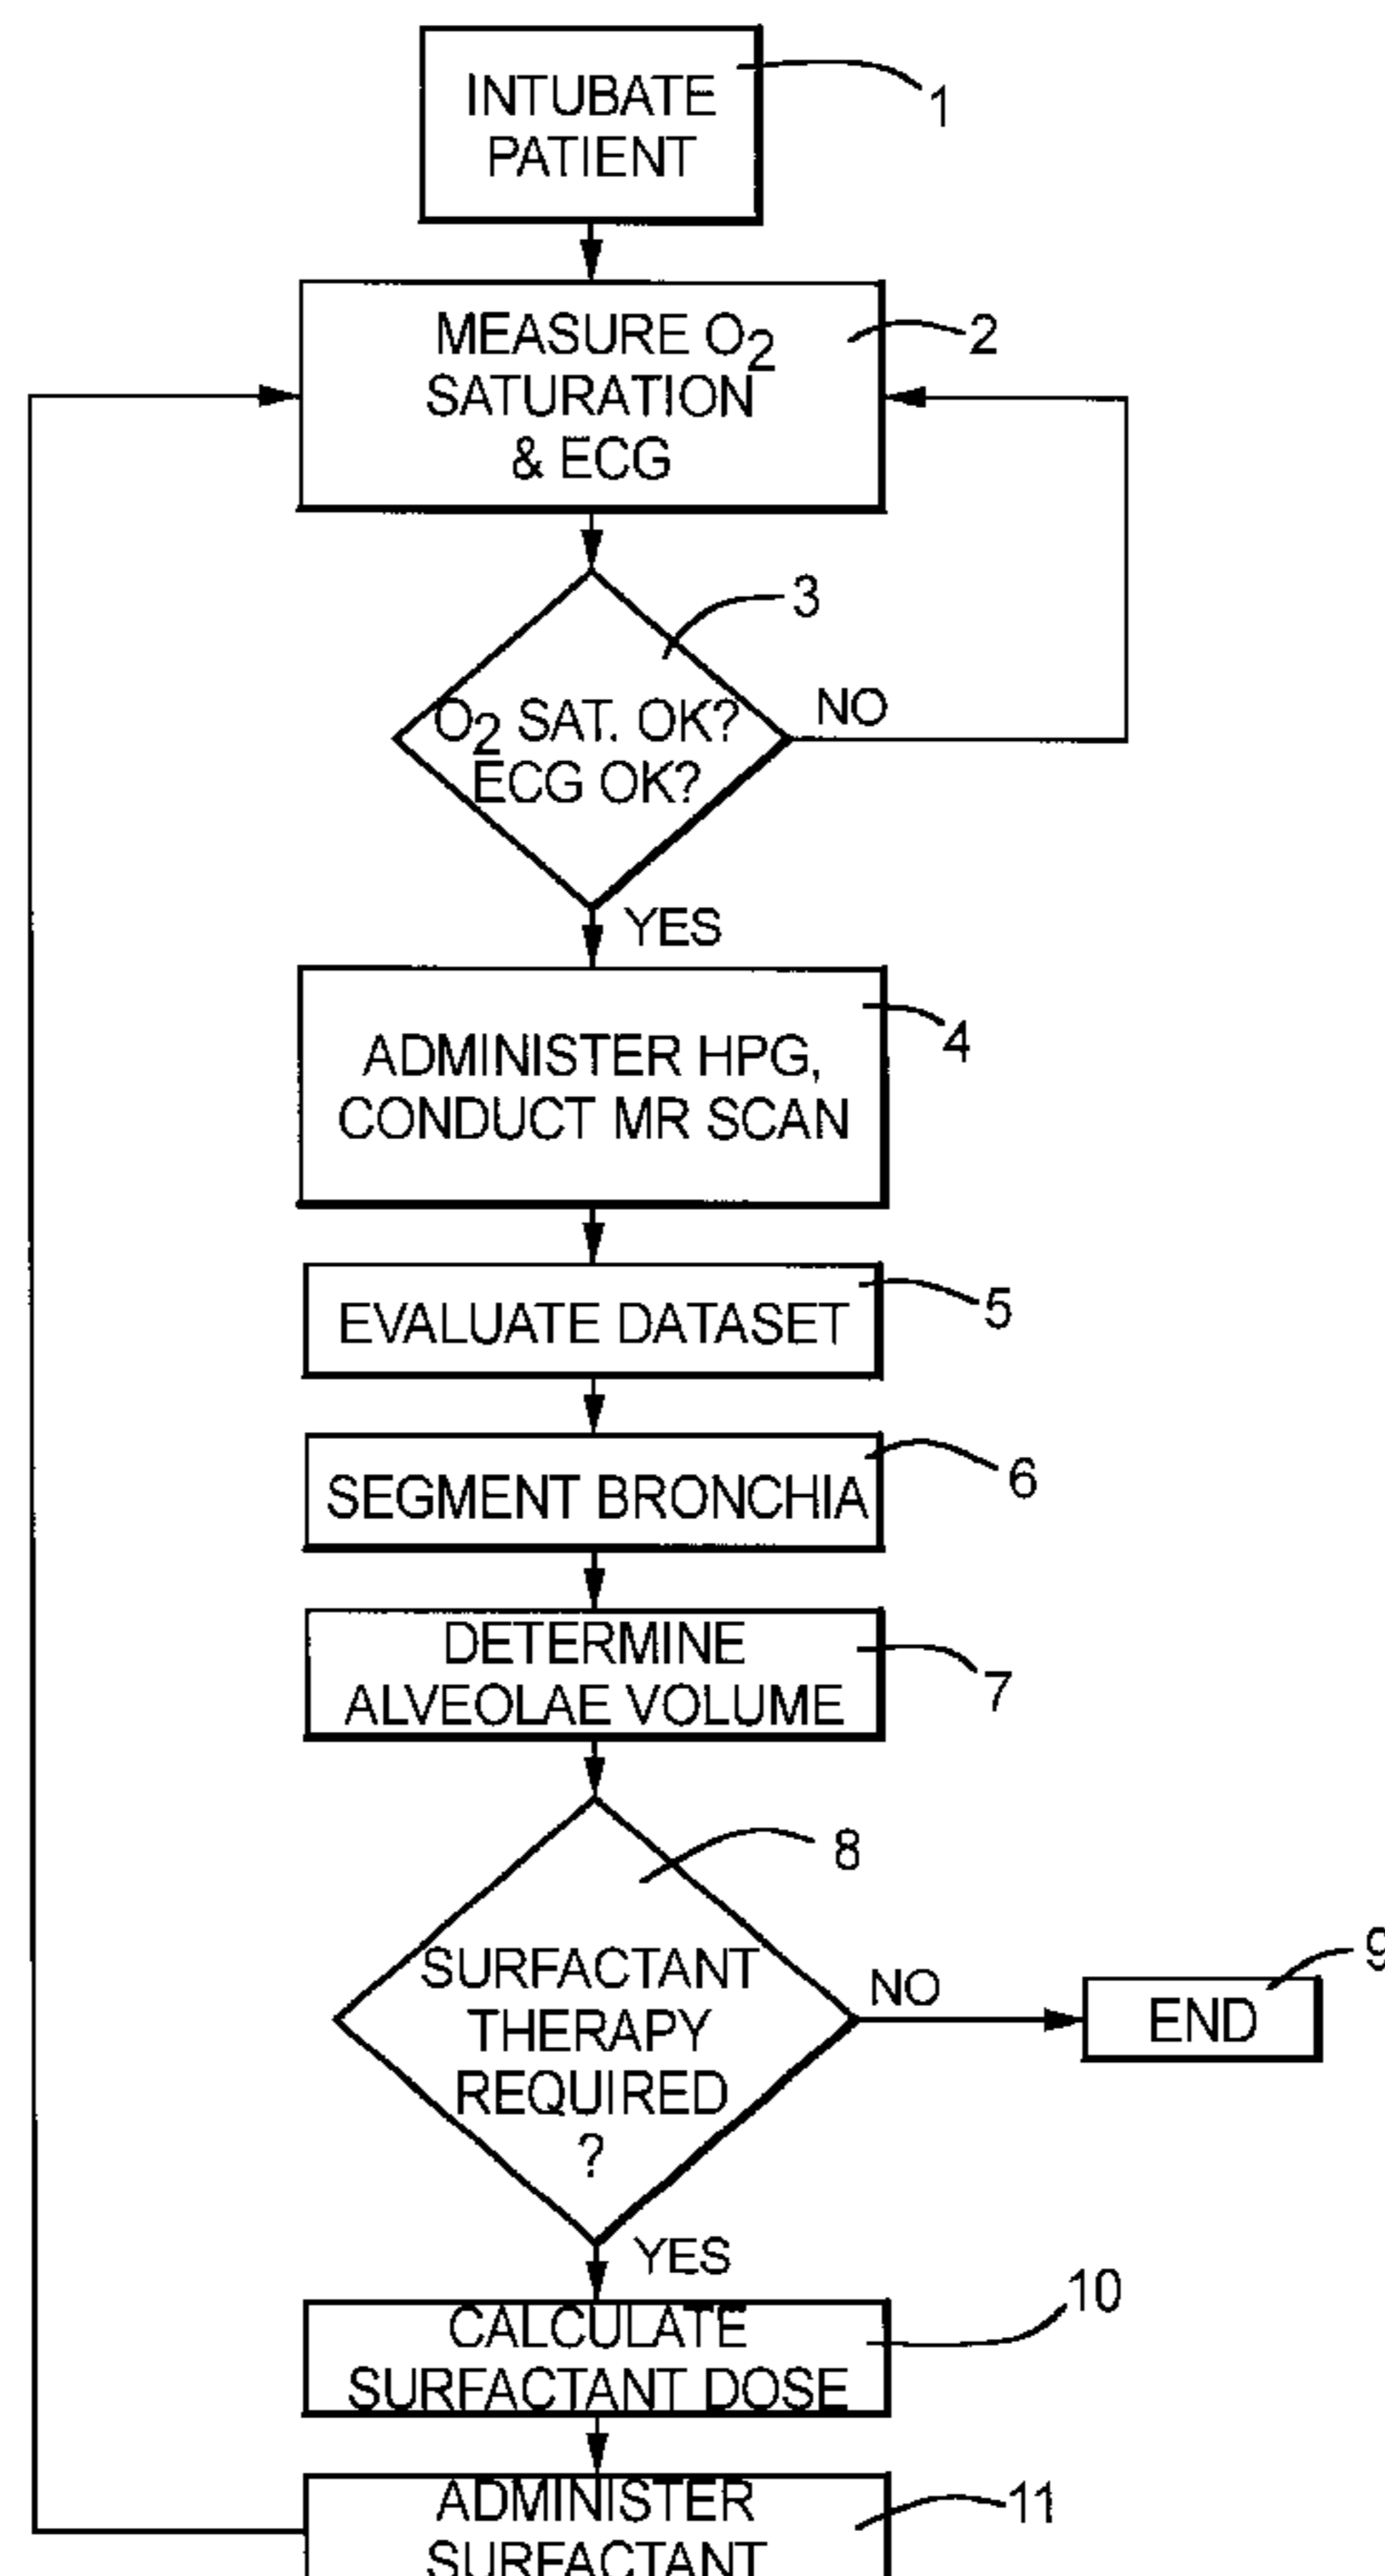 INTUBATE
PATIENT
1
MEASURE O2
SATURATION
& ECG
2
3
O2 SAT. OK?
ECG OK?
NO
YES
ADMINISTER HPG,
CONDUCT MR SCAN
4
EVALUATE DATASET
5
SEGMENT BRONCHIA
6
DETERMINE
ALVEOLAE VOLUME
7
8
SURFACTANT
THERAPY
REQUIRED
?
NO
END
9
YES
CALCULATE
SURFACTANT DOSE
10
ADMINISTER
SURFACTANT
11